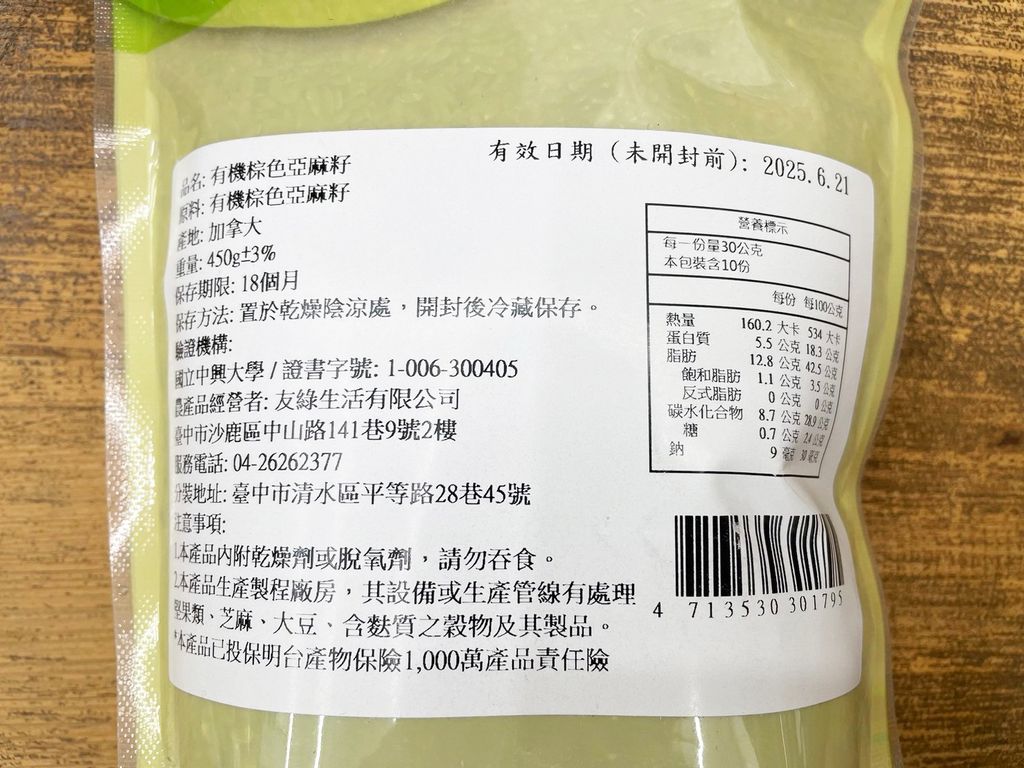 品名: 有機棕色亞麻籽
原料: 有機棕色亞麻籽
產地: 加拿大
重量: 450g±3%
保存期限: 18個月
保存方法: 置於乾燥陰涼處，開封後冷藏保存。
驗證機構:
國立中興大學 / 證書字號: 1-006-300405
農產品經營者: 友綠生活有限公司
臺中市沙鹿區中山路141巷9號2樓
服務電話: 04-26262377
分裝地址: 臺中市清水區平等路28巷45號
注意事項:
1.本產品內附乾燥劑或脫氧劑，請勿吞食。
2.本產品生產製程廠房，其設備或生產管線有處理
堅果類、芝麻、大豆、含麩質之穀物及其製品。
*本產品已投保明台產物保險1,000萬產品責任險
有效日期 (未開封前): 2025.6.21
營養標示
每一份量30公克
本包裝含10份
每份 每100公克
熱量 160.2 大卡 534 大卡
蛋白質 5.5 公克 18.3 公克
脂肪 12.8 公克 42.5 公克
飽和脂肪 1.1 公克 3.5 公克
反式脂肪 0 公克 0 公克
碳水化合物 8.7 公克 28.9 公克
糖 0.7 公克 2.4 公克
鈉 9 毫克 30 毫克
4 713530 301795